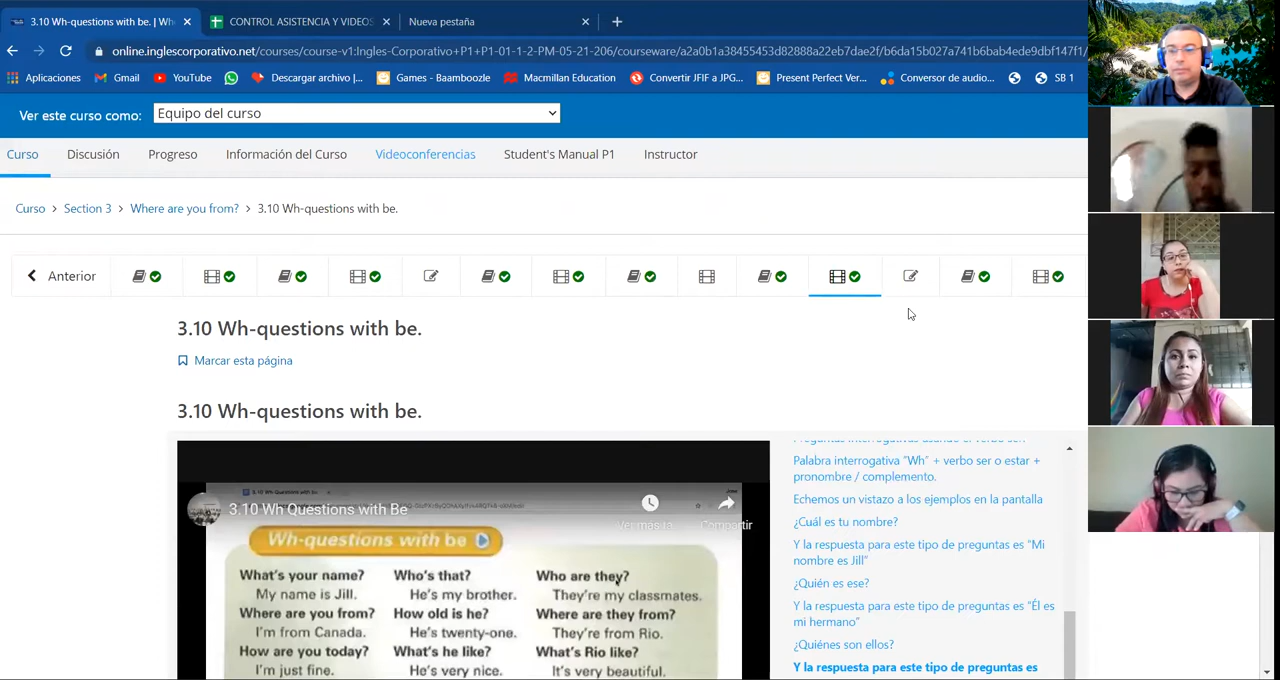 3.10 Wh-questions with be. | Wh
CONTROL ASISTENCIA Y VIDEOS
Nueva pestaña
online.inglescorporativo.net/courses/course-v1:Ingles-Corporativo+P1+P1-01-1-2-PM-05-21-206/courseware/a2a0b1a38455453d82888a22eb7dae2f/b6da15b027a741b6bab4ede9dbf147f1/
Aplicaciones
Gmail
YouTube
Descargar archivo |...
Games - Baamboozle
Macmillan Education
Convertir JFIF a JPG...
Present Perfect Ver...
Conversor de audio...
SB 1
Ver este curso como:
Equipo del curso
Curso
Discusión
Progreso
Información del Curso
Videoconferencias
Student's Manual P1
Instructor
Curso > Section 3 > Where are you from? > 3.10 Wh-questions with be.
Anterior
3.10 Wh-questions with be.
Marcar esta página
3.10 Wh-questions with be.
3.10 Wh Questions with Be
Ver más ta...
Compartir
Wh-questions with be
What's your name?
My name is Jill.
Where are you from?
I'm from Canada.
How are you today?
I'm just fine.
Who's that?
He's my brother.
How old is he?
He's twenty-one.
What's he like?
He's very nice.
Who are they?
They're my classmates.
Where are they from?
They're from Rio.
What's Rio like?
It's very beautiful.
Preguntas interrogativas usando el verbo ser.
Palabra interrogativa "Wh" + verbo ser o estar +
pronombre / complemento.
Echemos un vistazo a los ejemplos en la pantalla
¿Cuál es tu nombre?
Y la respuesta para este tipo de preguntas es "Mi
nombre es Jill"
¿Quién es ese?
Y la respuesta para este tipo de preguntas es "Él es
mi hermano"
¿Quiénes son ellos?
Y la respuesta para este tipo de preguntas es